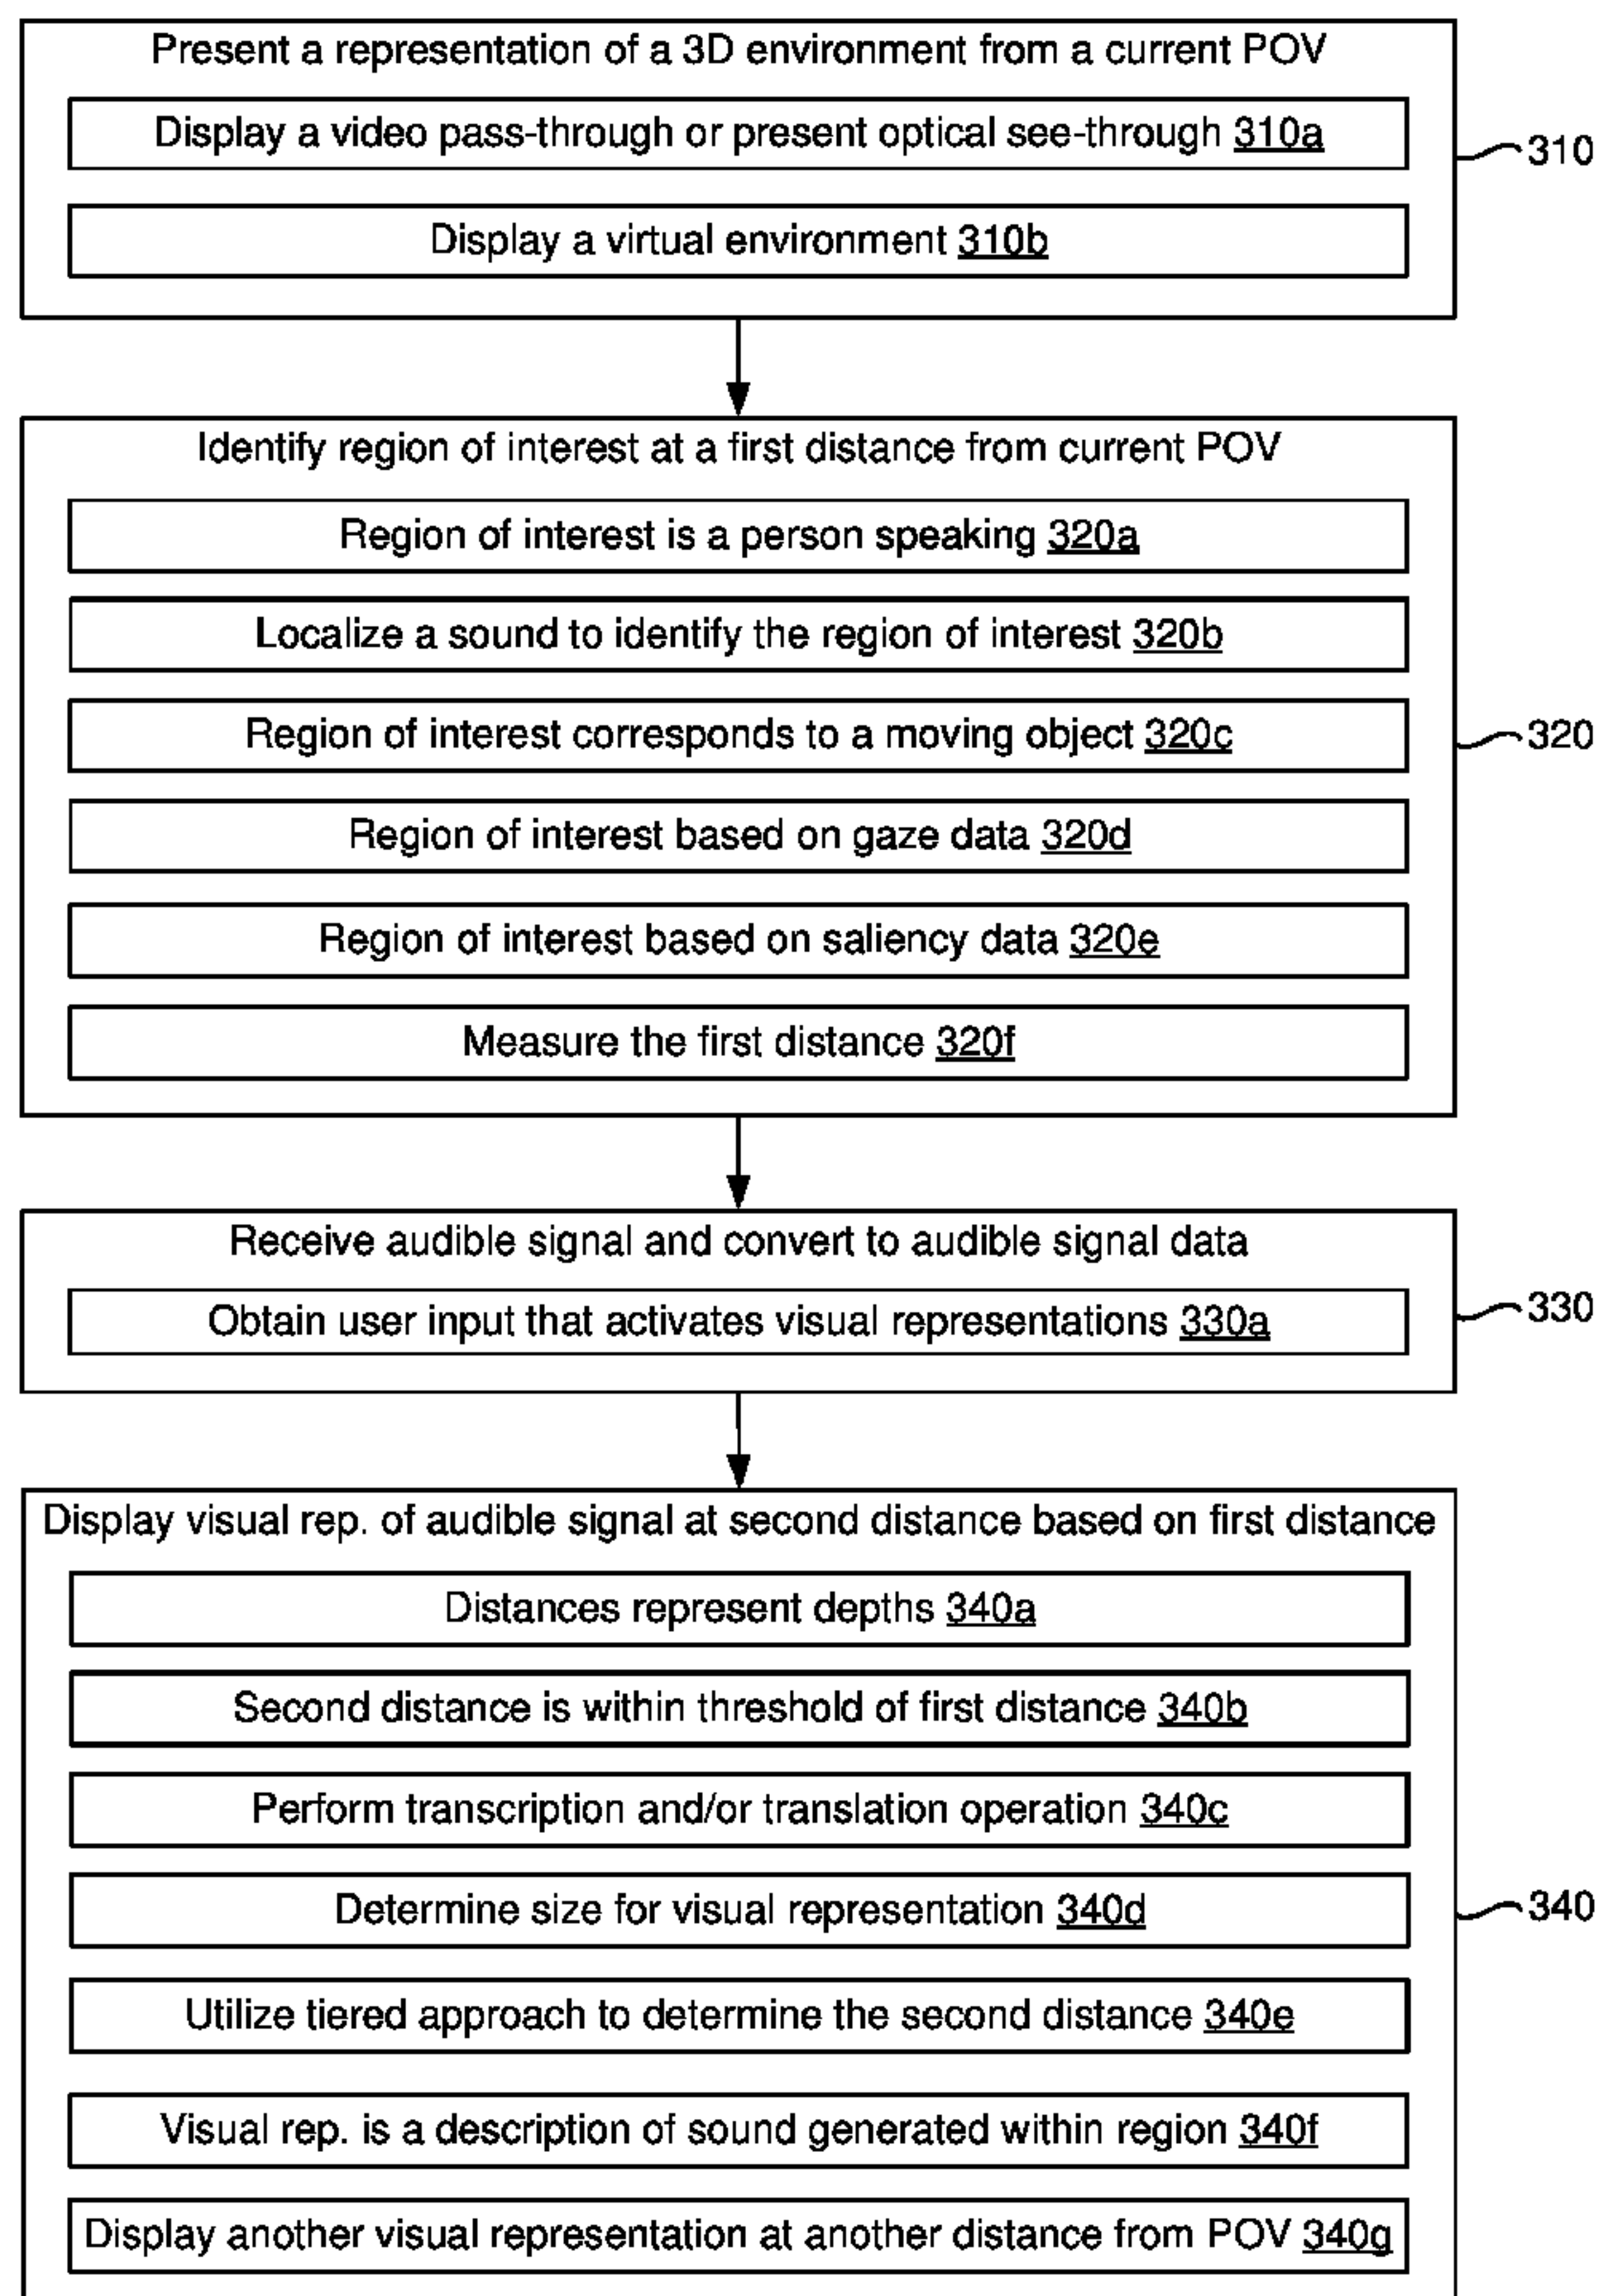 Present a representation of a 3D environment from a current POV
Display a video pass-through or present optical see-through 310a
310
Display a virtual environment 310b
Identify region of interest at a first distance from current POV
Region of interest is a person speaking 320a
Localize a sound to identify the region of interest 320b
Region of interest corresponds to a moving object 320c
320
Region of interest based on gaze data 320d
Region of interest based on saliency data 320e
Measure the first distance 320f
Receive audible signal and convert to audible signal data
Obtain user input that activates visual representations 330a
330
Display visual rep. of audible signal at second distance based on first distance
Distances represent depths 340a
Second distance is within threshold of first distance 340b
Perform transcription and/or translation operation 340c
Determine size for visual representation 340d
340
Utilize tiered approach to determine the second distance 340e
Visual rep. is a description of sound generated within region 340f
Display another visual representation at another distance from POV 340g